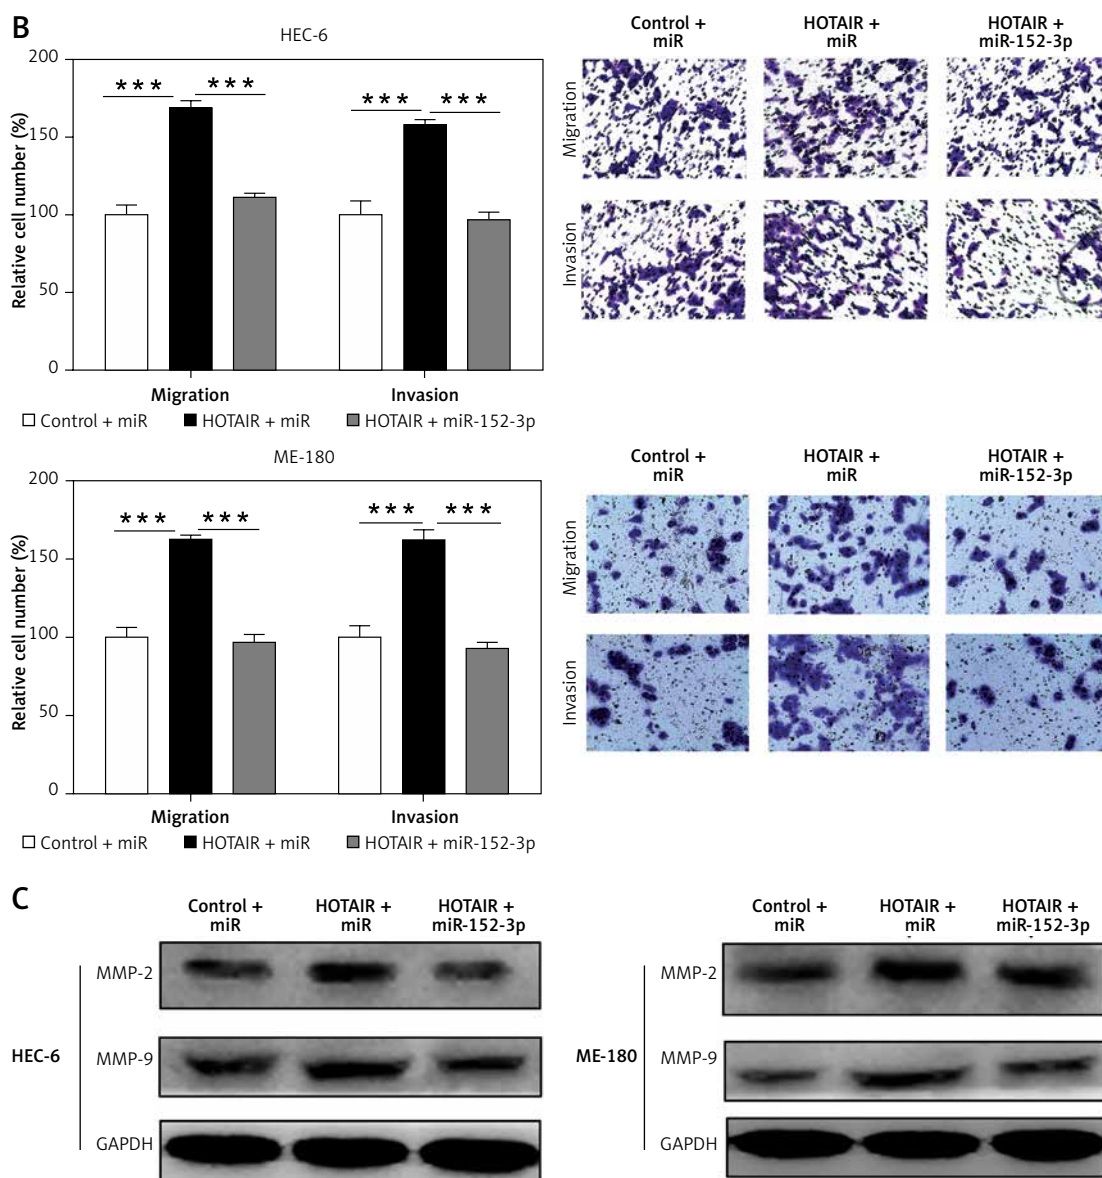 B
HEC-6
Relative cell number (%)
200
150
100
50
0
*** *** *** ***
Migration Invasion
Control + miR HOTAIR + miR HOTAIR + miR-152-3p
Control + HOTAIR + HOTAIR +
miR miR miR-152-3p
Migration
Invasion
ME-180
Relative cell number (%)
200
150
100
50
0
*** *** *** ***
Migration Invasion
Control + miR HOTAIR + miR HOTAIR + miR-152-3p
Control + HOTAIR + HOTAIR +
miR miR miR-152-3p
Migration
Invasion
C
Control + HOTAIR + HOTAIR +
miR miR miR-152-3p
HEC-6
MMP-2
MMP-9
GAPDH
Control + HOTAIR + HOTAIR +
miR miR miR-152-3p
ME-180
MMP-2
MMP-9
GAPDH